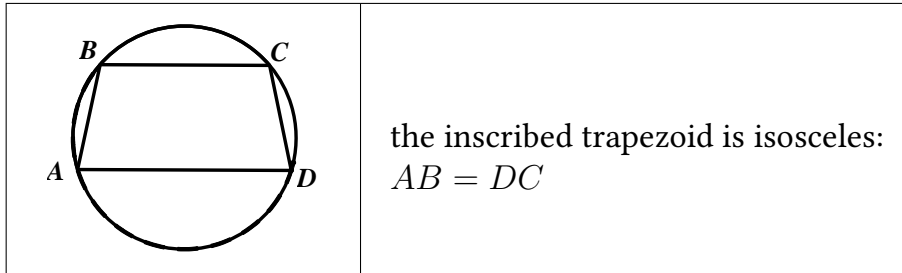 B
C
A
D
the inscribed trapezoid is isosceles:
AB = DC